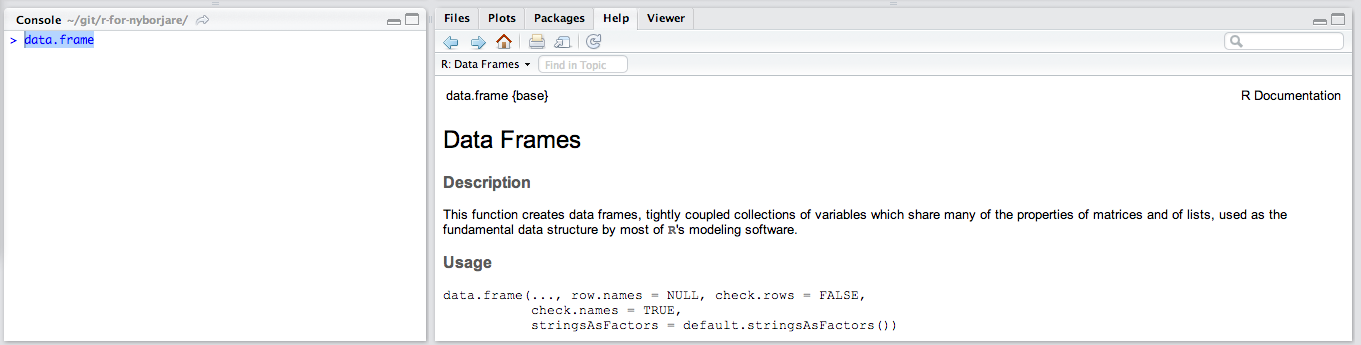 Console ~/git/r-for-nyborjare/
> data.frame
Files Plots Packages Help Viewer
R: Data Frames Find in Topic
data.frame {base} R Documentation
Data Frames
Description
This function creates data frames, tightly coupled collections of variables which share many of the properties of matrices and of lists, used as the
fundamental data structure by most of R's modeling software.
Usage
data.frame(..., row.names = NULL, check.rows = FALSE,
check.names = TRUE,
stringsAsFactors = default.stringsAsFactors())